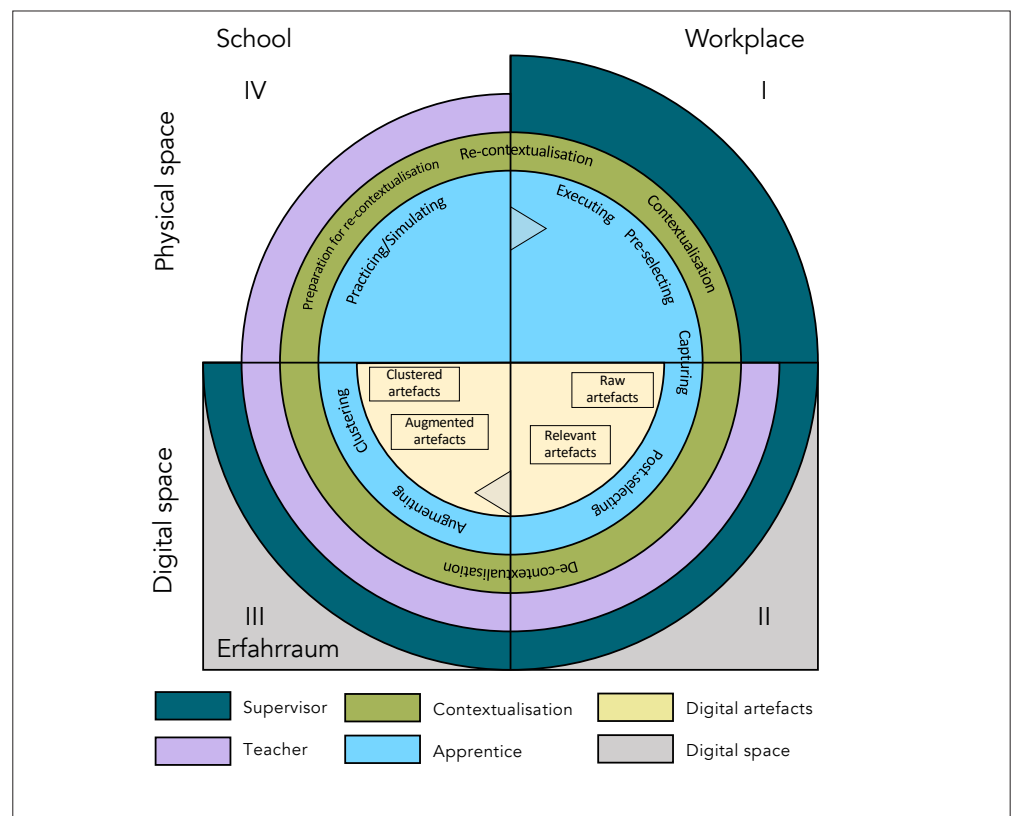 School
Workplace
IV
I
Physical space
Re-contextualisation
Preparation for re-contextualisation
Practicing/Simulating
Executing
Contextualisation
Pre-selecting
Capturing
Clustered
artefacts
Raw
artefacts
Augmented
artefacts
Relevant
artefacts
Clustering
Augmenting
Post.selecting
De-contextualisation
Digital space
III
II
Erfahrraum
Supervisor
Contextualisation
Digital artefacts
Teacher
Apprentice
Digital space